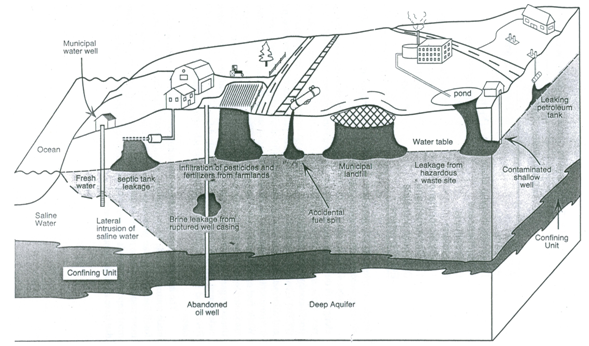 Municipal
water well
pond
Leaking
petroleum
tank
Ocean
Water table
Fresh
water
septic tank
leakage
Infiltration of pesticides and
fertilizers from farmlands
Municipal
landfill
Leakage from
hazardous
waste site
Contaminated
shallow
well
Saline
Water
Lateral
intrusion of
saline water
Brine leakage from
ruptured well casing
Accidental
fuel spill
Confining
Unit
Confining Unit
Abandoned
oil well
Deep Aquifer